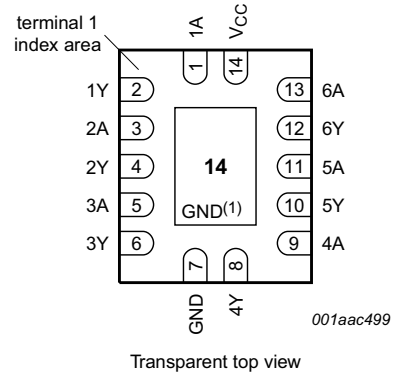 terminal 1
index area
1A
VCC
1
14
1Y 2
13 6A
2A 3
12 6Y
2Y 4
14
11 5A
3A 5
GND(1)
10 5Y
3Y 6
9 4A
7
8
GND
4Y
001aac499
Transparent top view